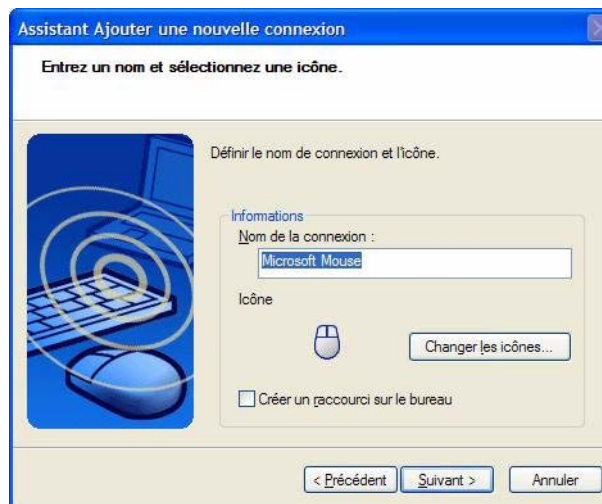 Assistant Ajouter une nouvelle connexion
Entrez un nom et sélectionnez une icône.
Définir le nom de connexion et l'icône.
Informations
Nom de la connexion :
Microsoft Mouse
Icône
Changer les icônes...
Créer un raccourci sur le bureau
< Précédent Suivant > Annuler